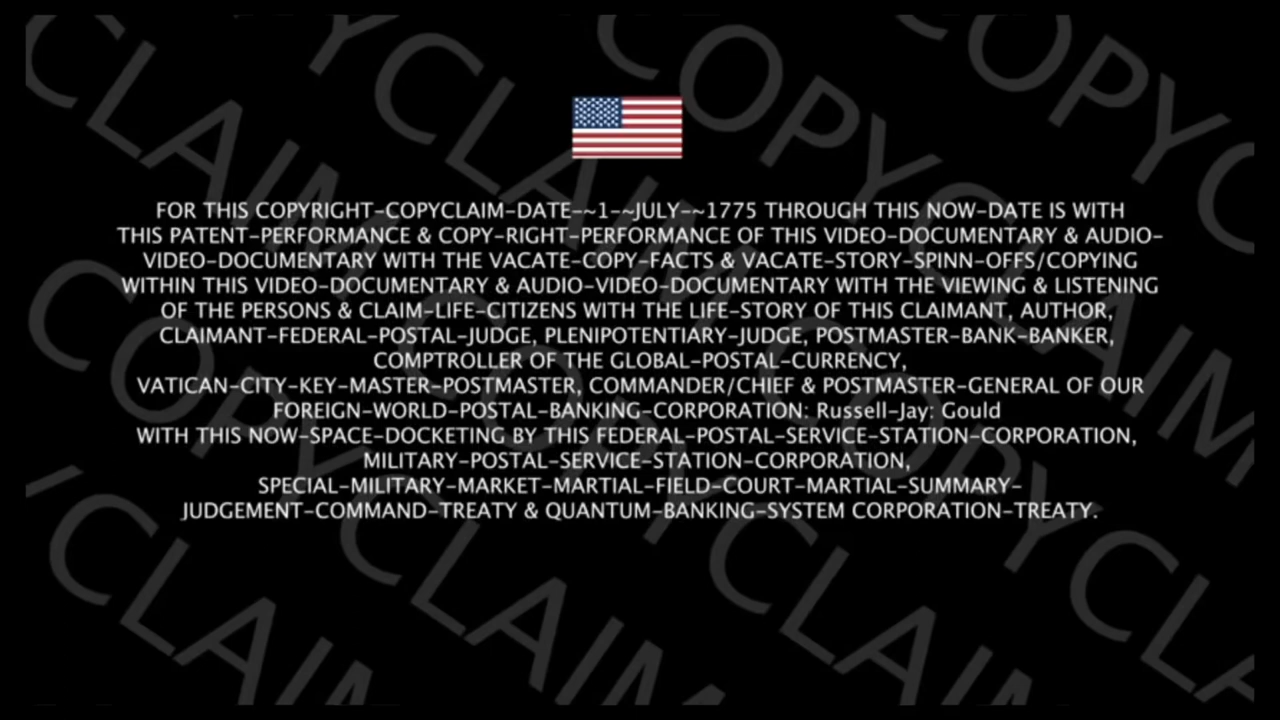 FOR THIS COPYRIGHT-COPYCLAIM-DATE-~1-~JULY-~1775 THROUGH THIS NOW-DATE IS WITH
THIS PATENT-PERFORMANCE & COPY-RIGHT-PERFORMANCE OF THIS VIDEO-DOCUMENTARY & AUDIO-
VIDEO-DOCUMENTARY WITH THE VACATE-COPY-FACTS & VACATE-STORY-SPINN-OFFS/COPYING
WITHIN THIS VIDEO-DOCUMENTARY & AUDIO-VIDEO-DOCUMENTARY WITH THE VIEWING & LISTENING
OF THE PERSONS & CLAIM-LIFE-CITIZENS WITH THE LIFE-STORY OF THIS CLAIMANT, AUTHOR,
CLAIMANT-FEDERAL-POSTAL-JUDGE, PLENIPOTENTIARY-JUDGE, POSTMASTER-BANK-BANKER,
COMPTROLLER OF THE GLOBAL-POSTAL-CURRENCY,
VATICAN-CITY-KEY-MASTER-POSTMASTER, COMMANDER/CHIEF & POSTMASTER-GENERAL OF OUR
FOREIGN-WORLD-POSTAL-BANKING-CORPORATION: Russell-Jay: Gould
WITH THIS NOW-SPACE-DOCKETING BY THIS FEDERAL-POSTAL-SERVICE-STATION-CORPORATION,
MILITARY-POSTAL-SERVICE-STATION-CORPORATION,
SPECIAL-MILITARY-MARKET-MARTIAL-FIELD-COURT-MARTIAL-SUMMARY-
JUDGEMENT-COMMAND-TREATY & QUANTUM-BANKING-SYSTEM CORPORATION-TREATY.
COPYCLAIM
COPYCLAIM
COPYCLAIM